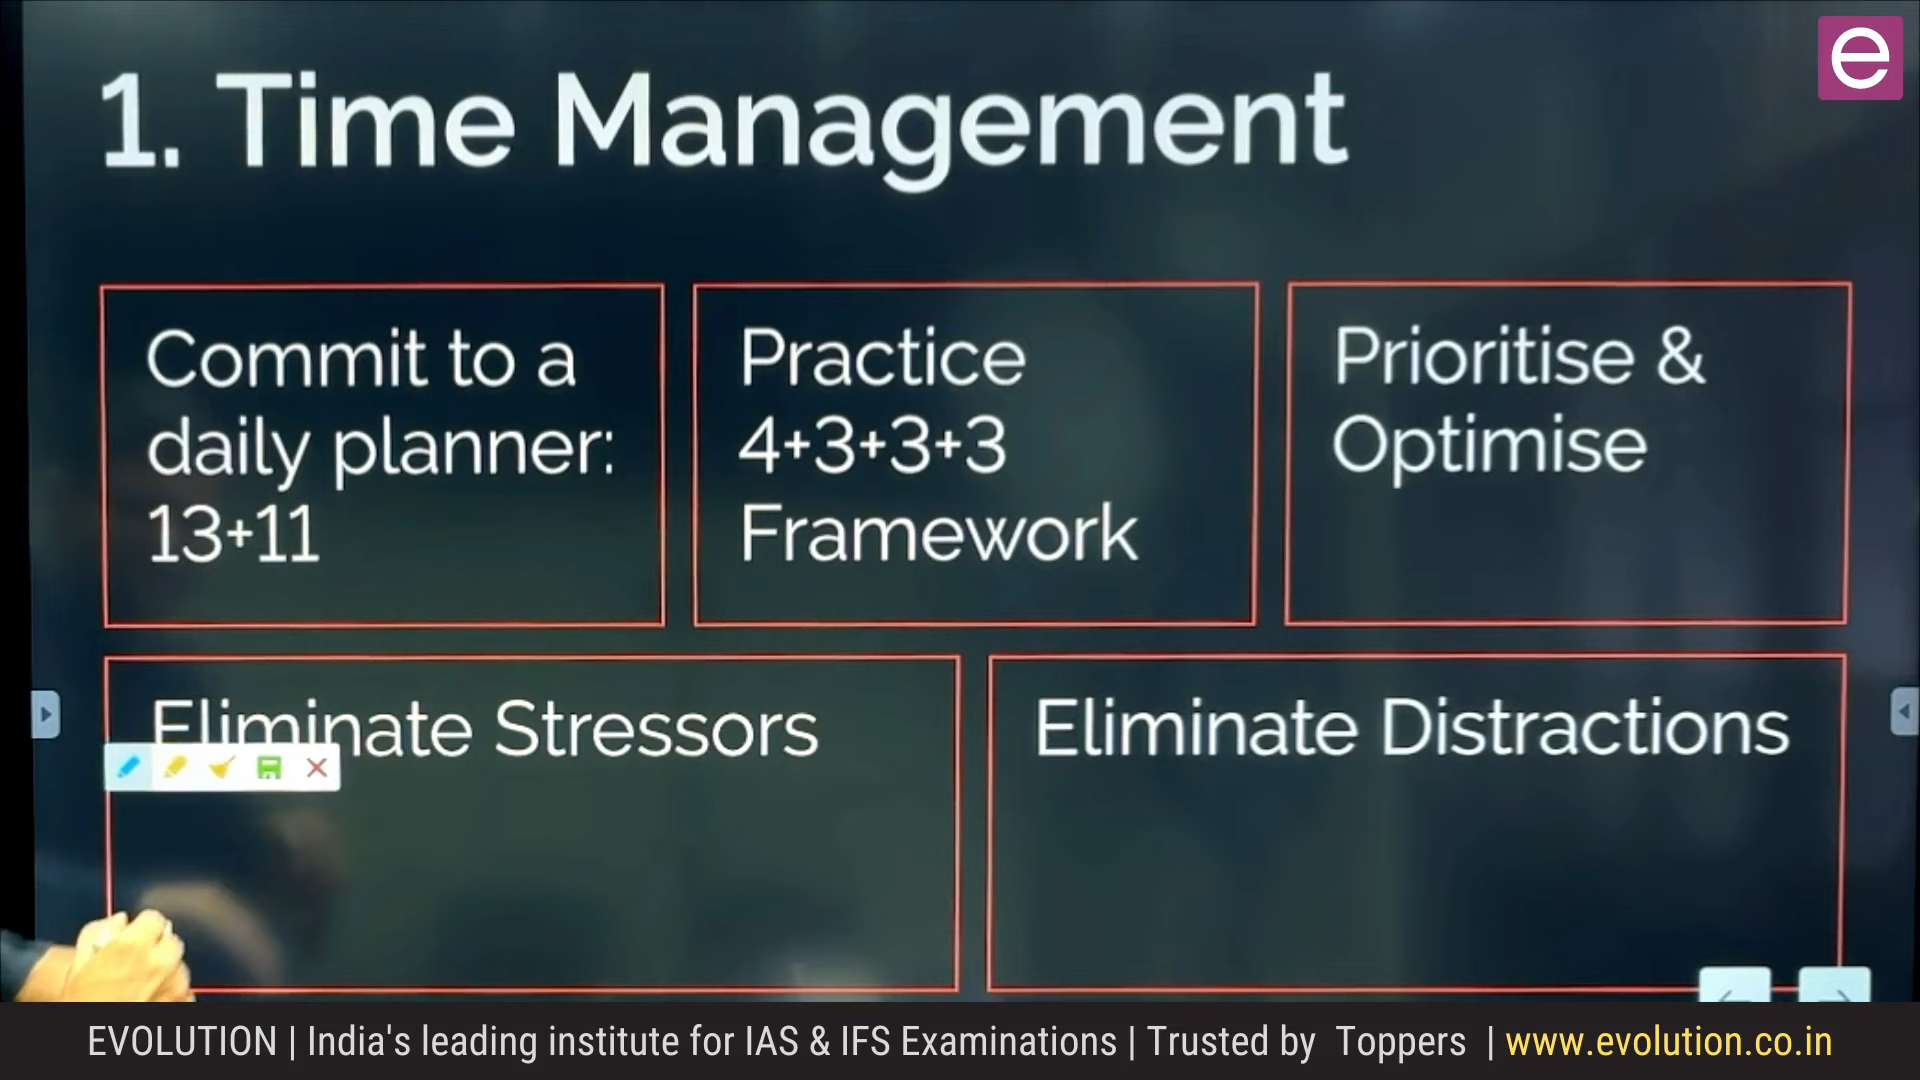 e
1. Time Management
Commit to a
daily planner:
13+11
Practice
4+3+3+3
Framework
Prioritise &
Optimise
Eliminate Stressors
Eliminate Distractions
EVOLUTION | India's leading institute for IAS & IFS Examinations | Trusted by Toppers | www.evolution.co.in